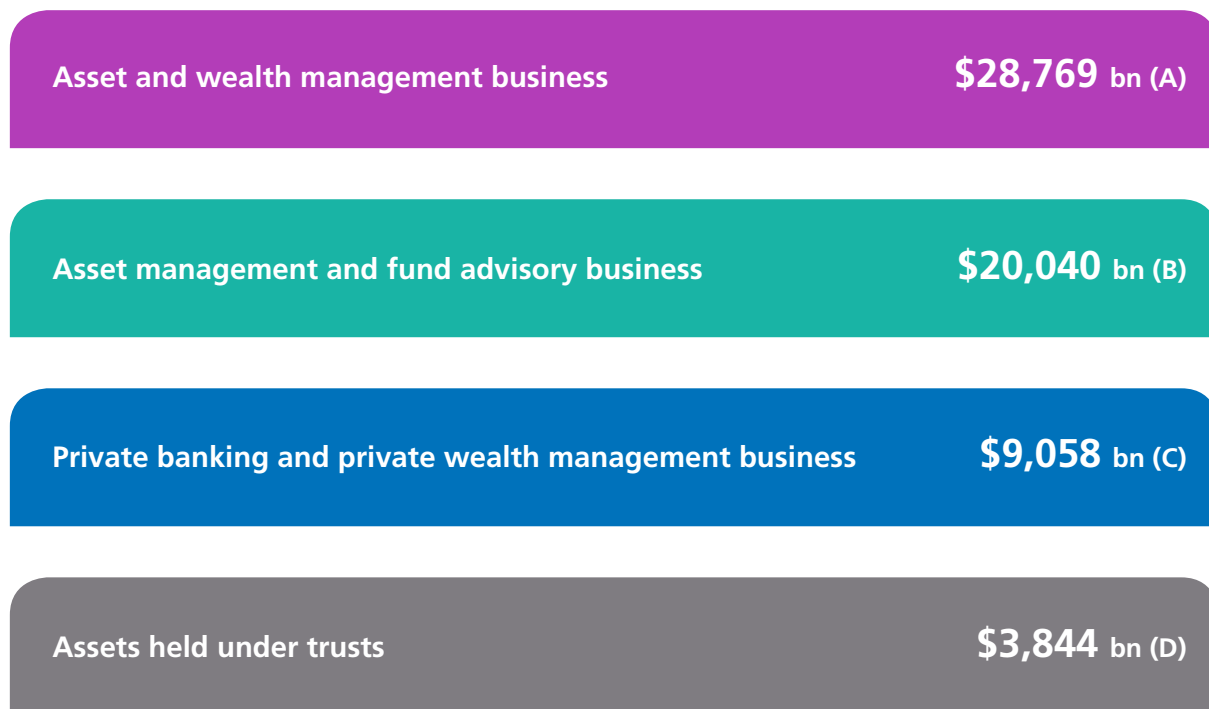 Asset and wealth management business $28,769 bn (A)
Asset management and fund advisory business $20,040 bn (B)
Private banking and private wealth management business $9,058 bn (C)
Assets held under trusts $3,844 bn (D)